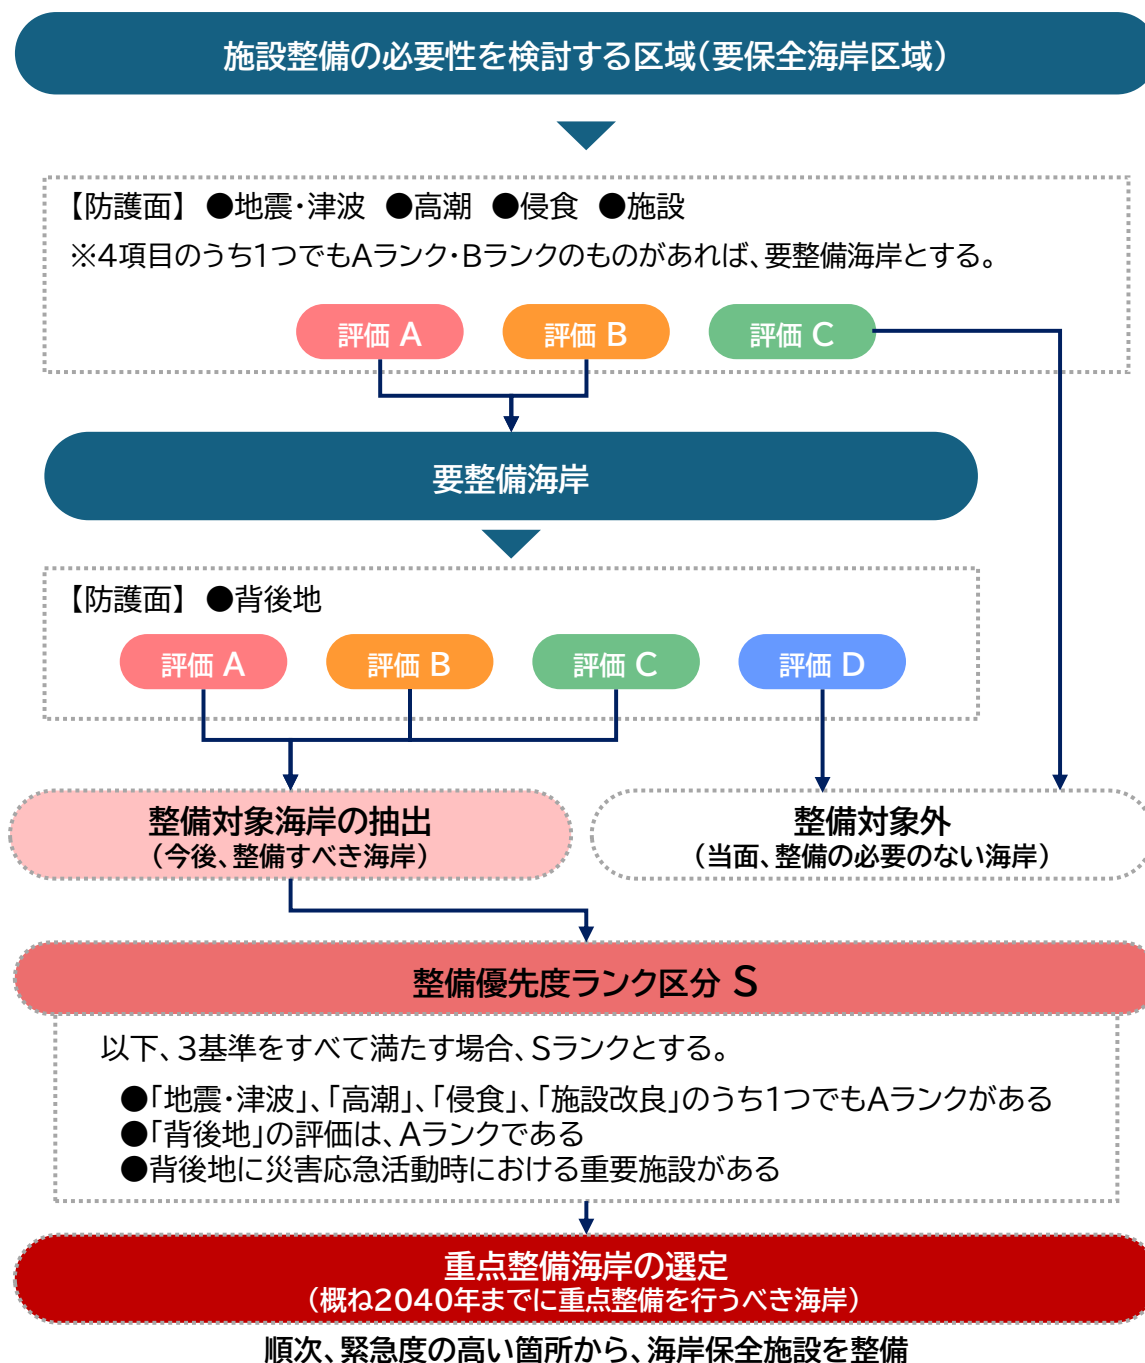 施設整備の必要性を検討する区域(要保全海岸区域)
【防護面】 ●地震・津波 ●高潮 ●侵食 ●施設
※4項目のうち1つでもAランク・Bランクのものがあれば、要整備海岸とする。
評価 A 評価 B 評価 C
要整備海岸
【防護面】 ●背後地
評価 A 評価 B 評価 C 評価 D
整備対象海岸の抽出
(今後、整備すべき海岸)
整備対象外
(当面、整備の必要のない海岸)
整備優先度ランク区分 S
以下、3基準をすべて満たす場合、Sランクとする。
●「地震・津波」、「高潮」、「侵食」、「施設改良」のうち1つでもAランクがある
●「背後地」の評価は、Aランクである
●背後地に災害応急活動時における重要施設がある
重点整備海岸の選定
(概ね2040年までに重点整備を行うべき海岸)
順次、緊急度の高い箇所から、海岸保全施設を整備